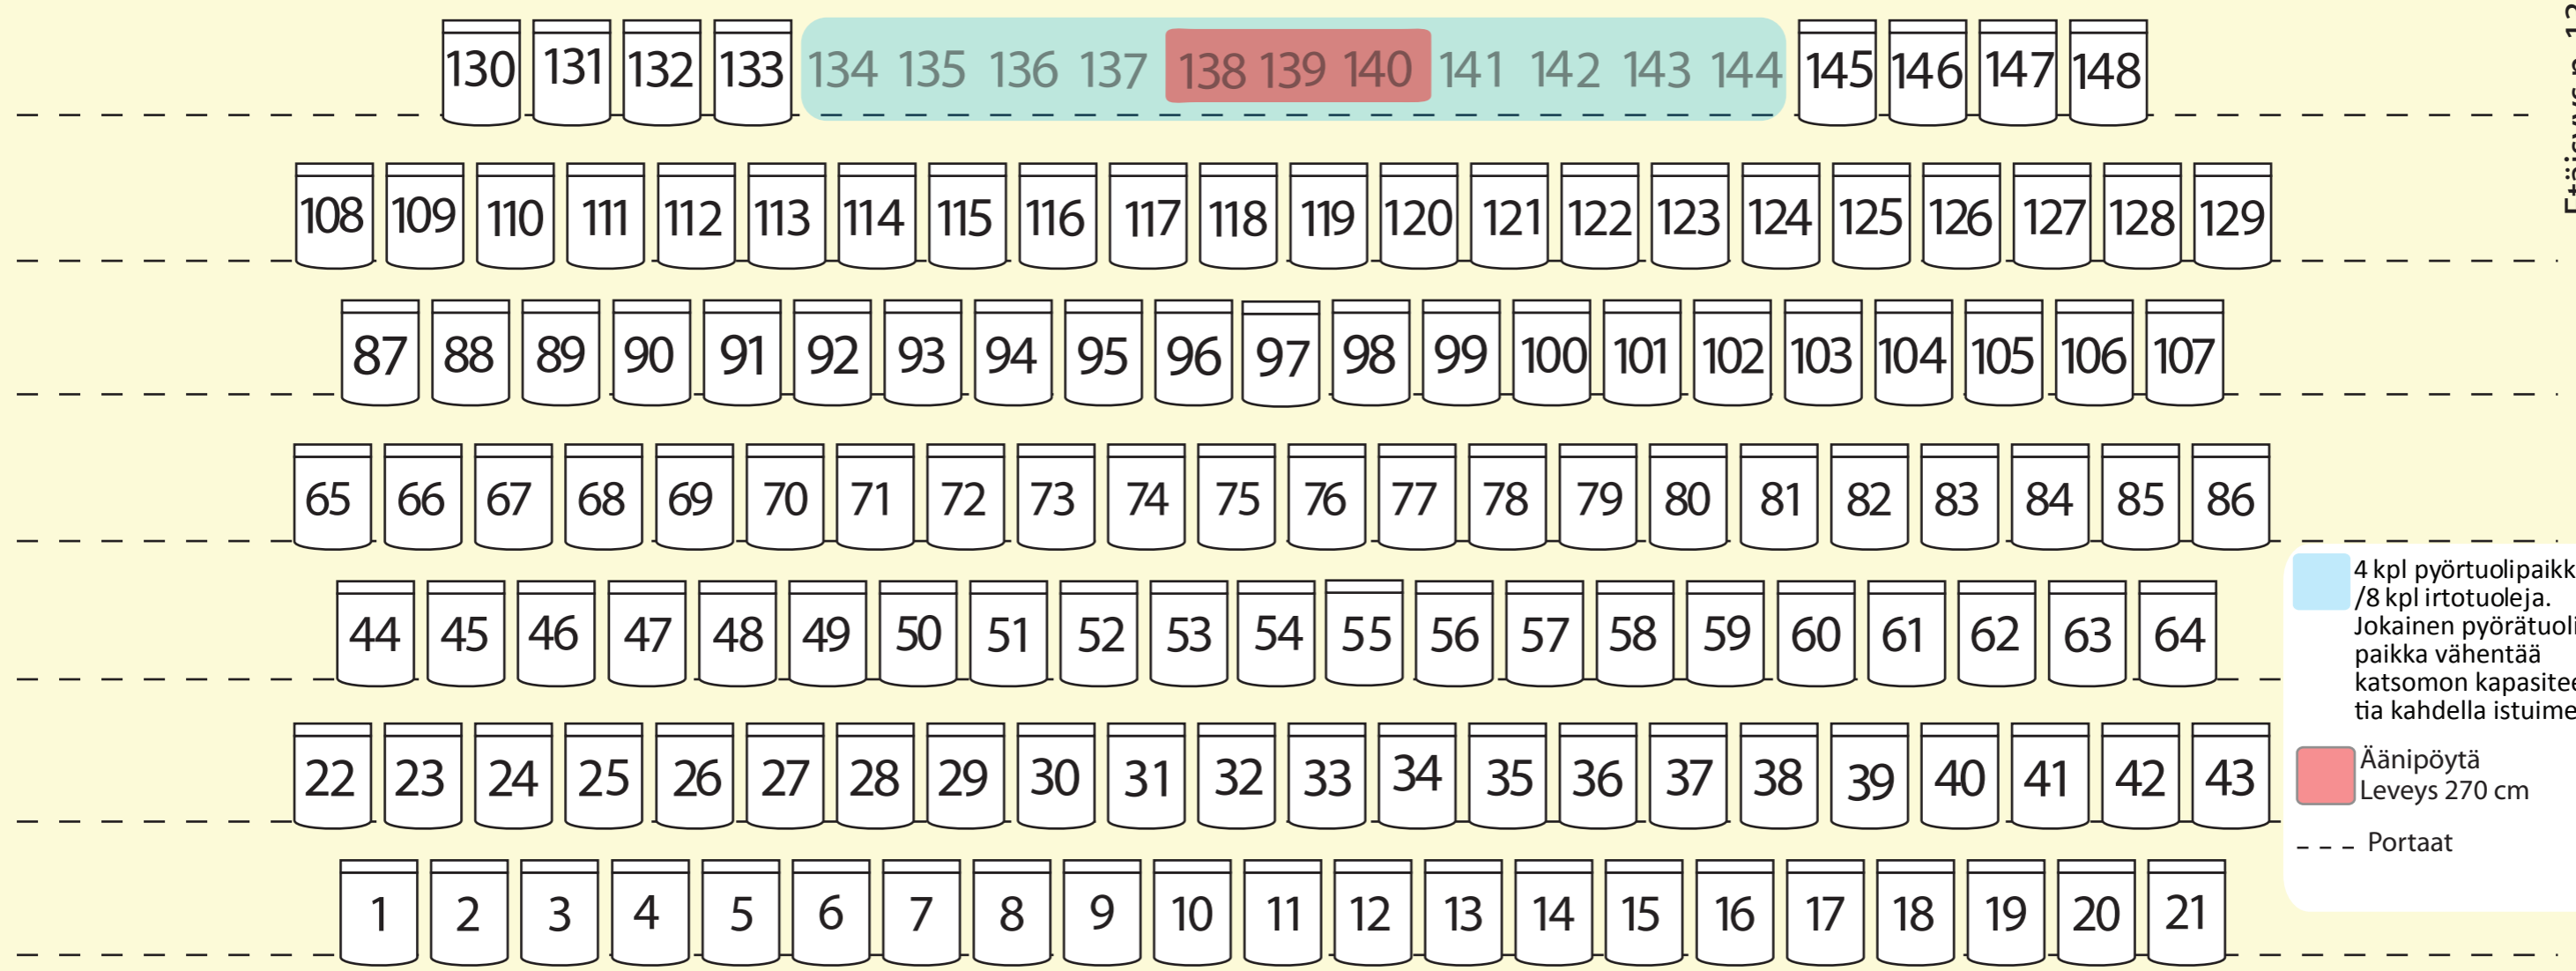 130 131 132 133 134 135 136 137 138 139 140 141 142 143 144 145 146 147 148
108 109 110 111 112 113 114 115 116 117 118 119 120 121 122 123 124 125 126 127 128 129
87 88 89 90 91 92 93 94 95 96 97 98 99 100 101 102 103 104 105 106 107
65 66 67 68 69 70 71 72 73 74 75 76 77 78 79 80 81 82 83 84 85 86
44 45 46 47 48 49 50 51 52 53 54 55 56 57 58 59 60 61 62 63 64
22 23 24 25 26 27 28 29 30 31 32 33 34 35 36 37 38 39 40 41 42 43
1 2 3 4 5 6 7 8 9 10 11 12 13 14 15 16 17 18 19 20 21
4 kpl pyörtuolipaikk
/8 kpl irtotuoleja.
Jokainen pyörätuoli
paikka vähentää
katsomon kapasitee
tia kahdella istuime
Äänipöytä
Leveys 270 cm
Portaat